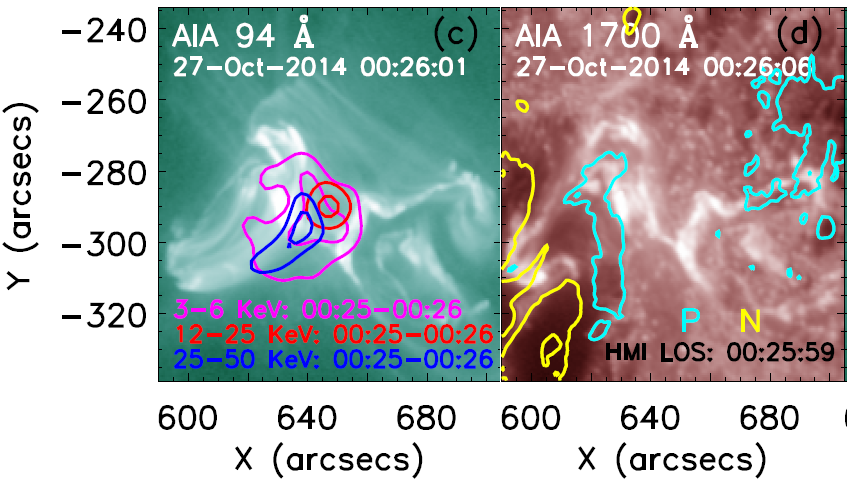 AIA 94 Å (c)
27-Oct-2014 00:26:01
3-6 KeV: 00:25-00:26
12-25 KeV: 00:25-00:26
25-50 KeV: 00:25-00:26
AIA 1700 Å (d)
27-Oct-2014 00:26:06
P N
HMI LOS: 00:25:59
-240
-260
-280
-300
-320
Y (arcsecs)
600 640 680
X (arcsecs)
600 640 680
X (arcsecs)